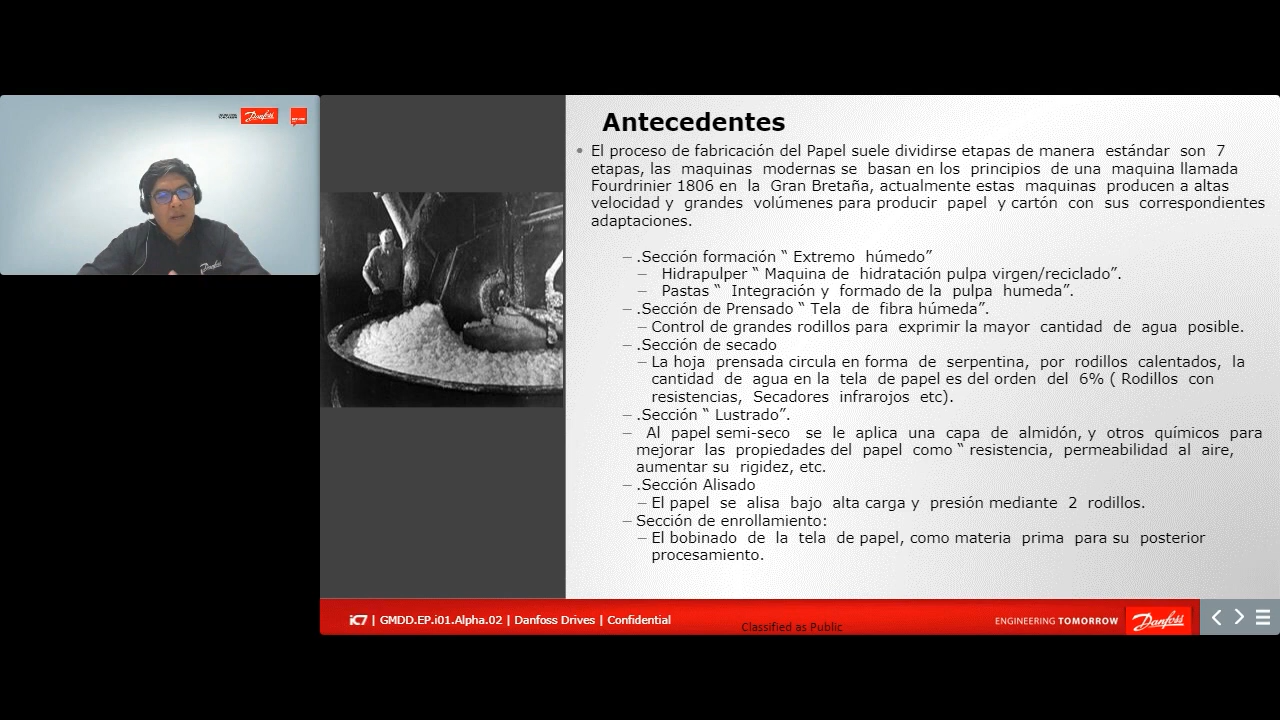 Danfoss
Antecedentes
• El proceso de fabricación del Papel suele dividirse etapas de manera estándar son 7
etapas, las maquinas modernas se basan en los principios de una maquina llamada
Fourdrinier 1806 en la Gran Bretaña, actualmente estas maquinas producen a altas
velocidad y grandes volúmenes para producir papel y cartón con sus correspondientes
adaptaciones.
– .Sección formación “ Extremo húmedo”
– Hidrapulper “ Maquina de hidratación pulpa virgen/reciclado”.
– Pastas “ Integración y formado de la pulpa humeda”.
– .Sección de Prensado “ Tela de fibra húmeda”.
– Control de grandes rodillos para exprimir la mayor cantidad de agua posible.
– .Sección de secado
– La hoja prensada circula en forma de serpentina, por rodillos calentados, la
cantidad de agua en la tela de papel es del orden del 6% ( Rodillos con
resistencias, Secadores infrarojos etc).
– .Sección “ Lustrado”.
– Al papel semi-seco se le aplica una capa de almidón, y otros químicos para
mejorar las propiedades del papel como “ resistencia, permeabilidad al aire,
aumentar su rigidez, etc.
– .Sección Alisado
– El papel se alisa bajo alta carga y presión mediante 2 rodillos.
– Sección de enrollamiento:
– El bobinado de la tela de papel, como materia prima para su posterior
procesamiento.
iC7 | GMDD.EP.i01.Alpha.02 | Danfoss Drives | Confidential
Classified as Public
ENGINEERING TOMORROW
Danfoss